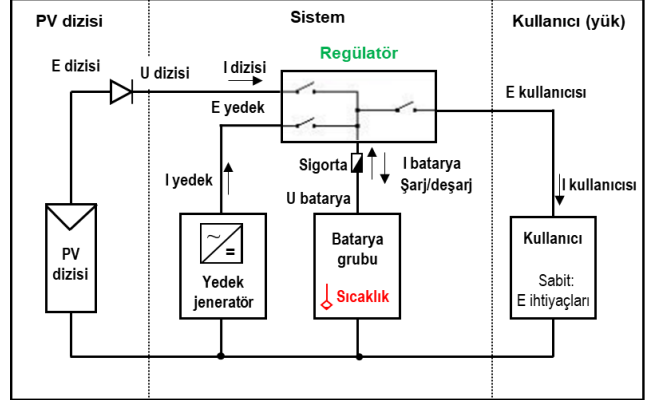 PV dizisi
Sistem
Kullanıcı (yük)
Regülatör
E dizisi
U dizisi
I dizisi
E yedek
E kullanıcısı
Sigorta
I batarya
Şarj/deşarj
I yedek
U batarya
I kullanıcısı
PV
dizisi
~
=
Yedek
jeneratör
Batarya
grubu
Sıcaklık
Kullanıcı
Sabit:
E ihtiyaçları